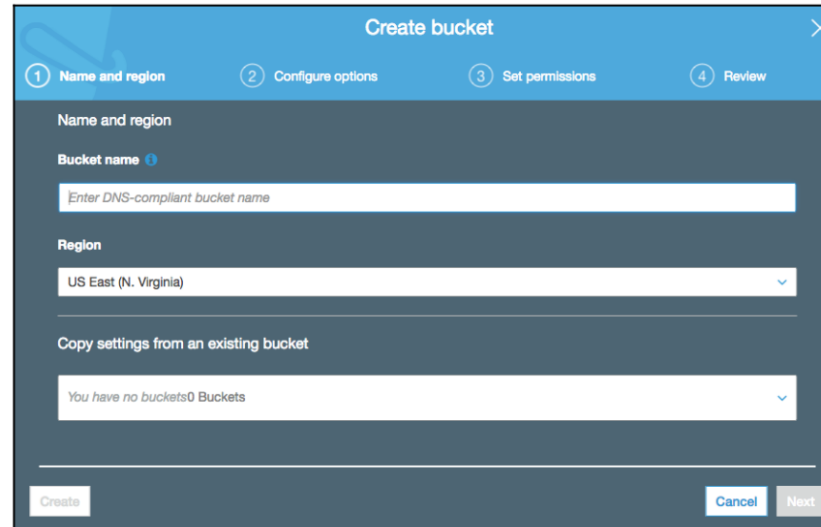 Create bucket
1 Name and region 2 Configure options 3 Set permissions 4 Review
Name and region
Bucket name
Enter DNS-compliant bucket name
Region
US East (N. Virginia)
Copy settings from an existing bucket
You have no buckets0 Buckets
Create Cancel Next